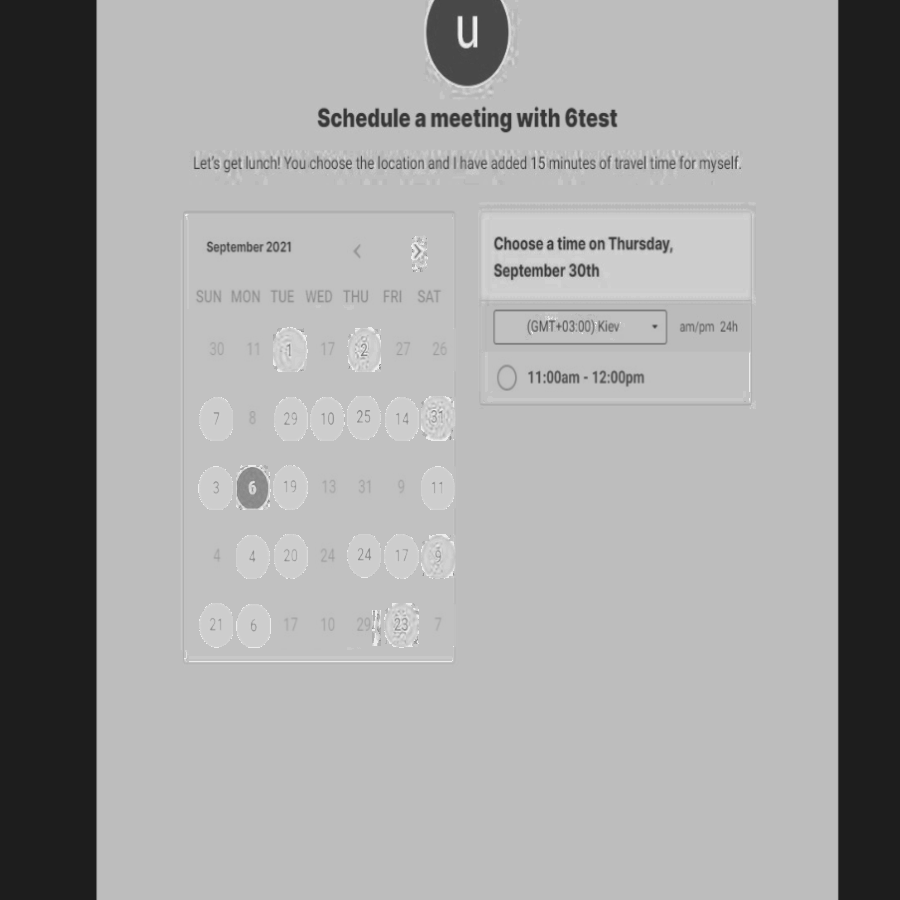 u
Schedule a meeting with 6test
Let's get lunch! You choose the location and I have added 15 minutes of travel time for myself.
September 2021
SUN MON TUE WED THU FRI SAT
30 11 1 17 2 27 26
7 8 29 10 25 14 31
3 6 19 13 31 9 11
4 4 20 24 24 17 9
21 6 17 10 29 23 7
Choose a time on Thursday,
September 30th
(GMT+03:00) Kiev am/pm 24h
11:00am - 12:00pm